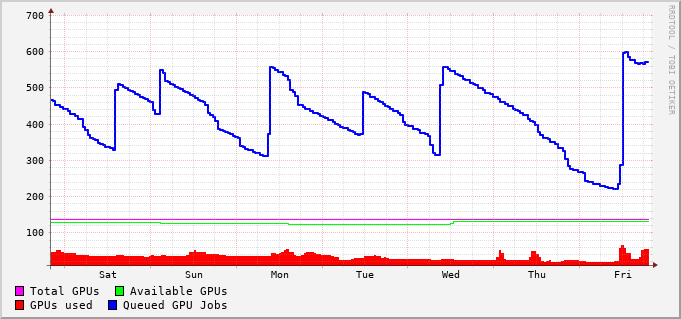 700
600
500
400
300
200
100
Sat Sun Mon Tue Wed Thu Fri
Total GPUs Available GPUs
GPUs used Queued GPU Jobs
RRDTOOL / TOBI OETIKER